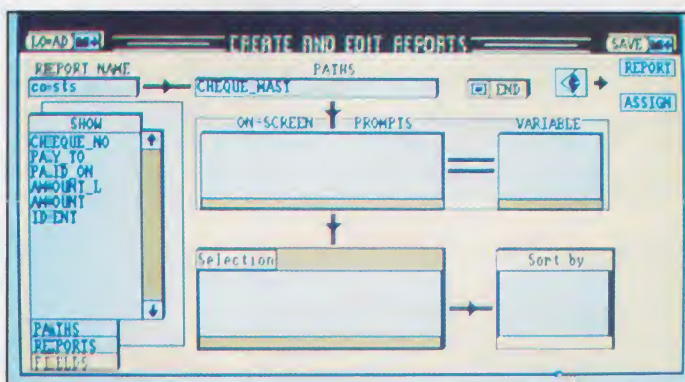 LOAD
CREATE AND EDIT REPORTS
SAVE
REPORT NAME
PATHS
REPORT
costs
CHEQUE_MAST
END
ASSIGN
SHOW
ON-SCREEN PROMPTS
VARIABLE
CHEQUE_NO
PAY_TO
PAID_ON
AMOUNT_L
AMOUNT
IDENT
Selection
Sort by
PATHS
REPORTS
FIELDS